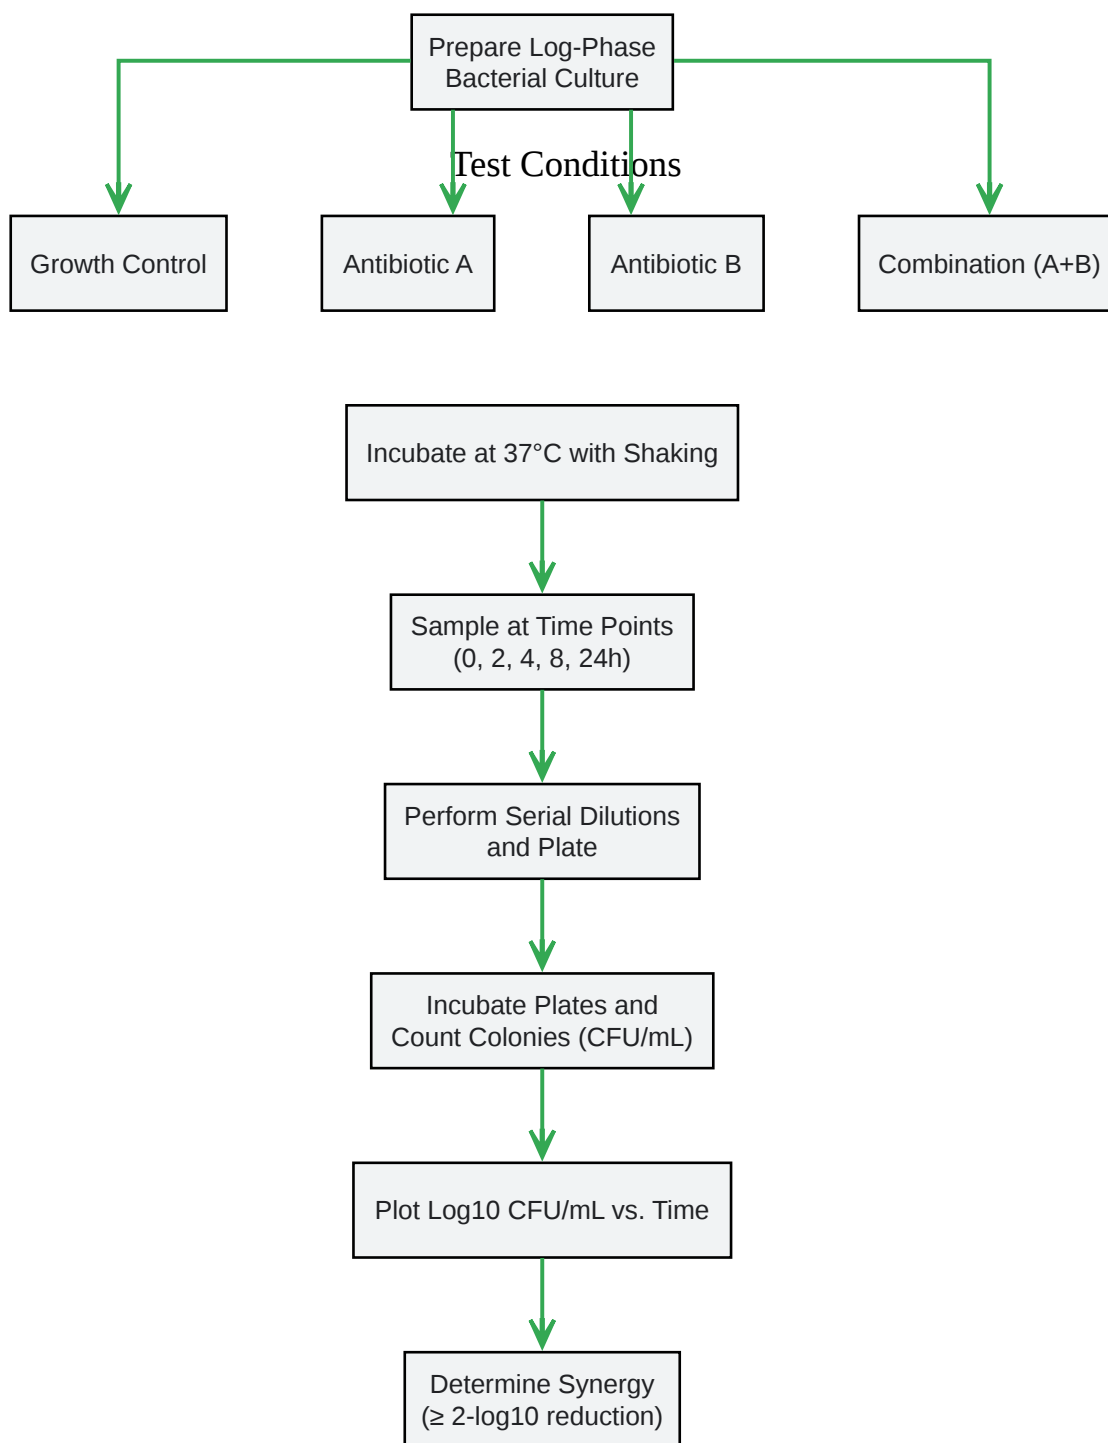 Prepare Log-Phase
Bacterial Culture
Test Conditions
Growth Control
Antibiotic A
Antibiotic B
Combination (A+B)
Incubate at 37°C with Shaking
Sample at Time Points
(0, 2, 4, 8, 24h)
Perform Serial Dilutions
and Plate
Incubate Plates and
Count Colonies (CFU/mL)
Plot Log10 CFU/mL vs. Time
Determine Synergy
(≥ 2-log10 reduction)